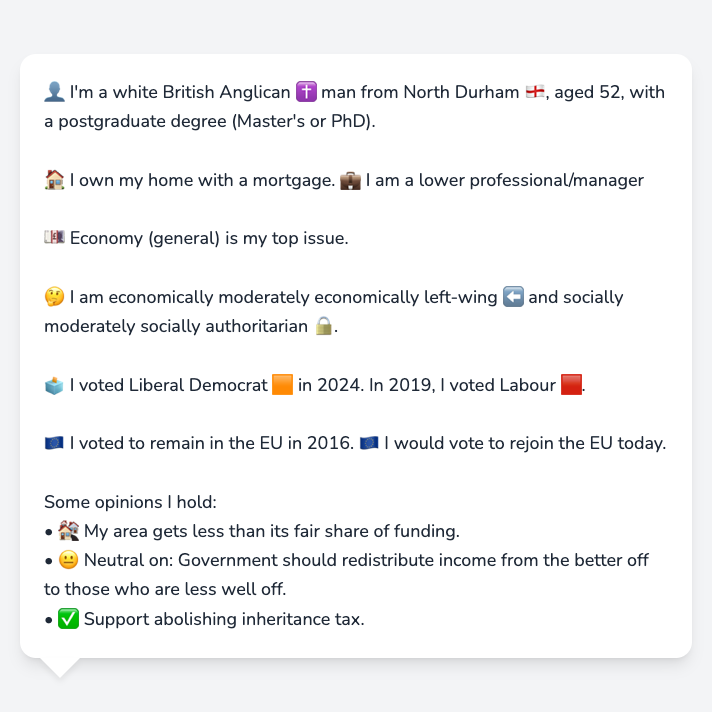 👤 I'm a white British Anglican ✝️ man from North Durham 🏴󠁧󠁢󠁥󠁮󠁧󠁿, aged 52, with
a postgraduate degree (Master's or PhD).
🏠 I own my home with a mortgage. 💼 I am a lower professional/manager
💷 Economy (general) is my top issue.
🤔 I am economically moderately economically left-wing ⬅️ and socially
moderately socially authoritarian 🔒.
🗳️ I voted Liberal Democrat 🟧 in 2024. In 2019, I voted Labour 🟥.
🇪🇺 I voted to remain in the EU in 2016. 🇪🇺 I would vote to rejoin the EU today.
Some opinions I hold:
• 🏚️ My area gets less than its fair share of funding.
• 😐 Neutral on: Government should redistribute income from the better off
to those who are less well off.
• ✅ Support abolishing inheritance tax.